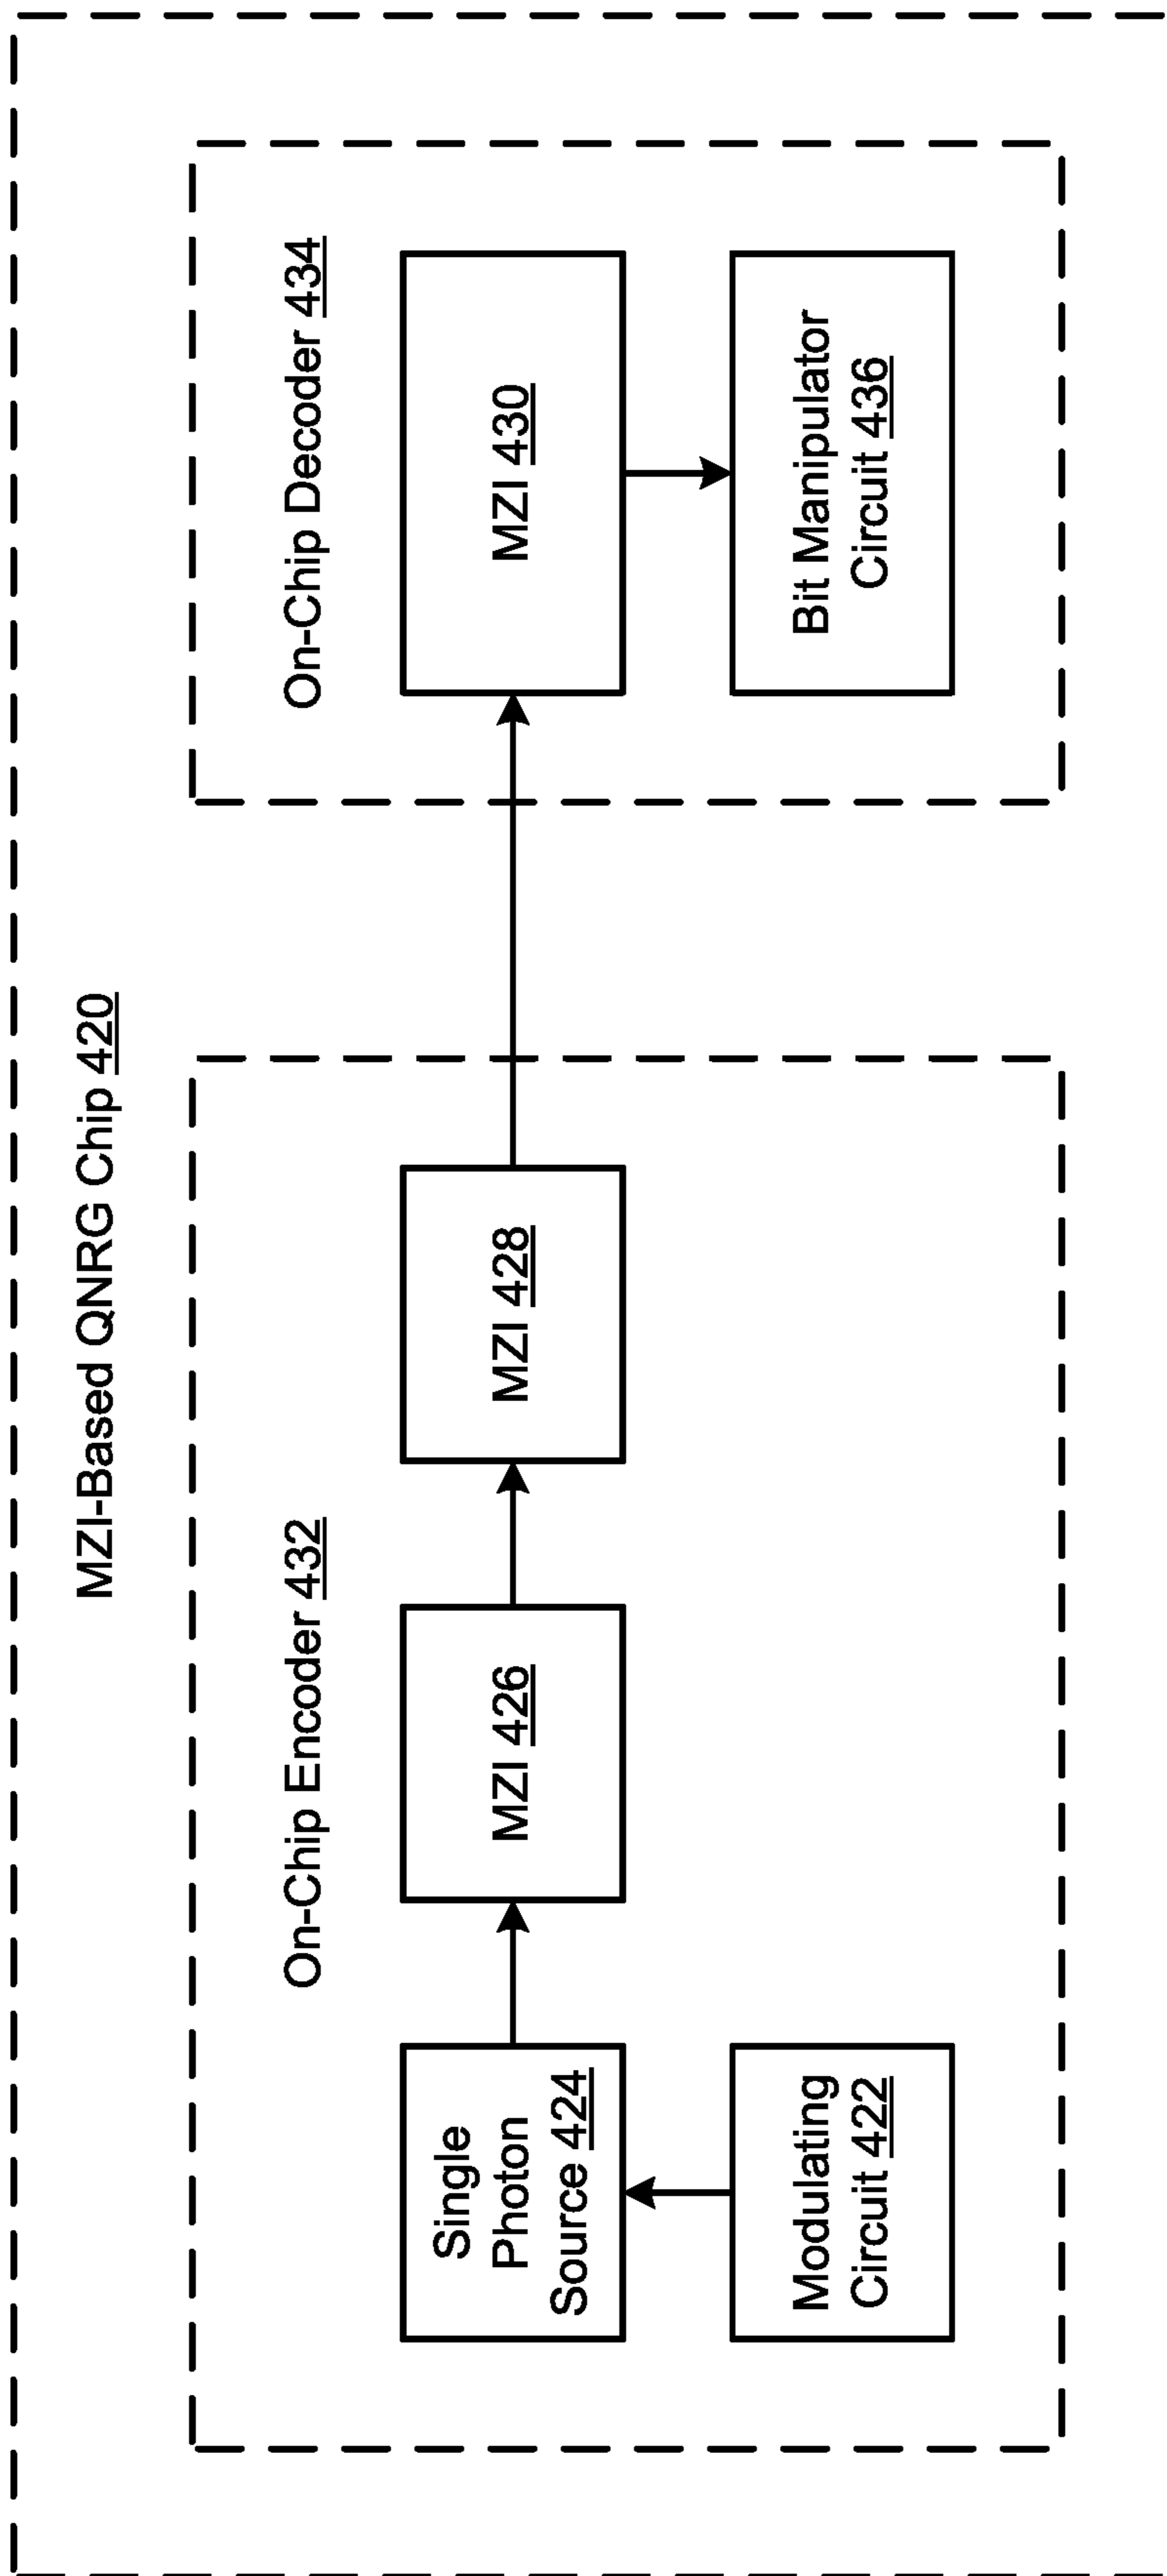 MZI-Based QNRG Chip 420
On-Chip Encoder 432
Single
Photon
Source 424
MZI 426
MZI 428
Modulating
Circuit 422
On-Chip Decoder 434
MZI 430
Bit Manipulator
Circuit 436